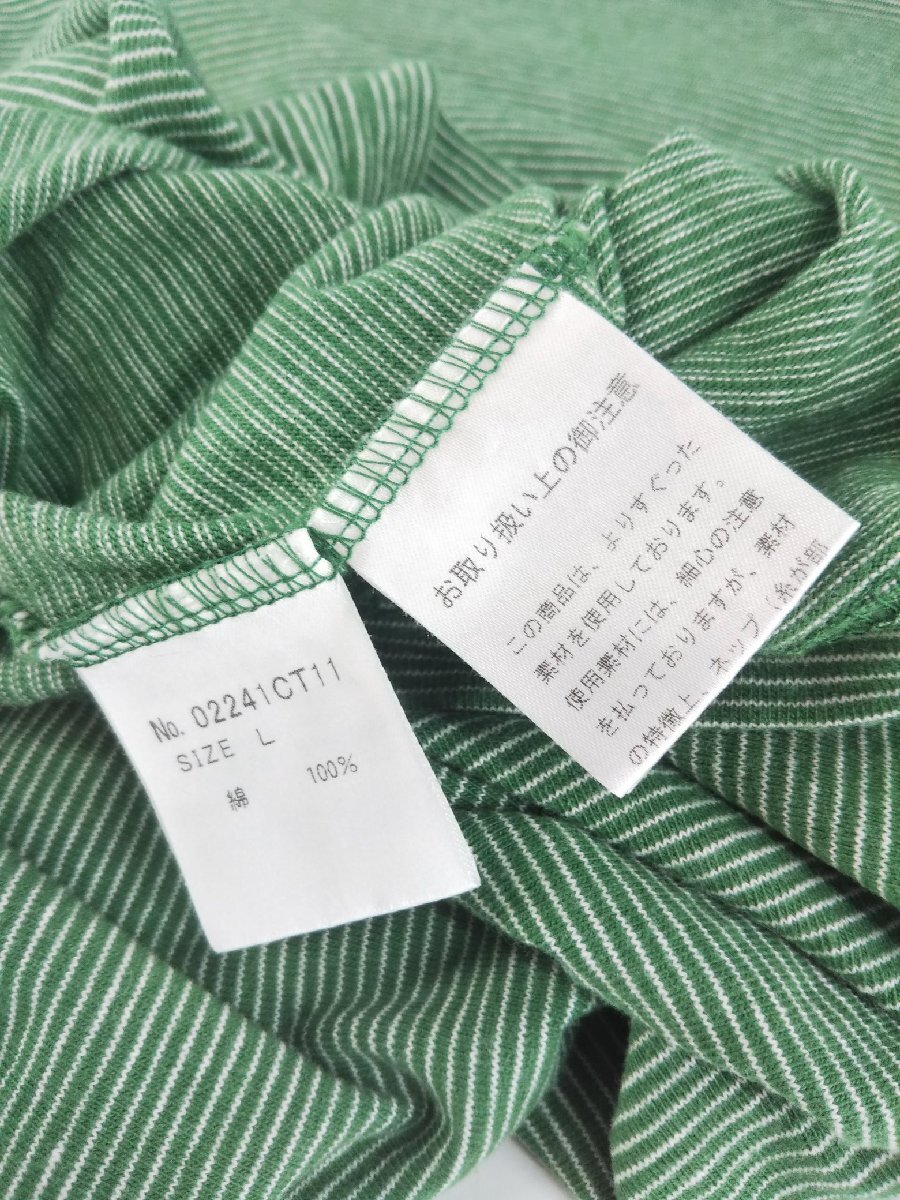 No. 02241CT11
SIZE L
綿 100%
お取り扱い上の御注意
この商品は、よりすぐった
素材を使用しております。
使用素材には、細心の注意
を払っておりますが、素材
の特徴上、ネップ(糸が部